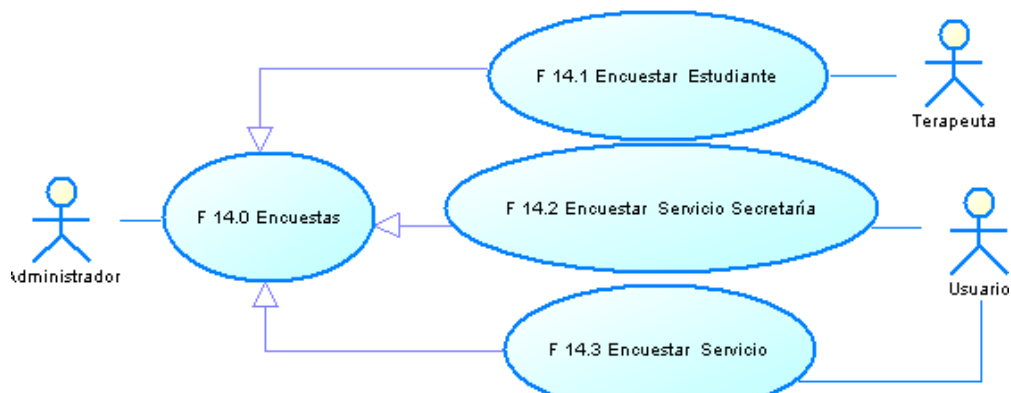 F 14.1 Encuestar Estudiante
Terapeuta
F 14.0 Encuestas
F 14.2 Encuestar Servicio Secretaría
Administrador
Usuario
F 14.3 Encuestar Servicio